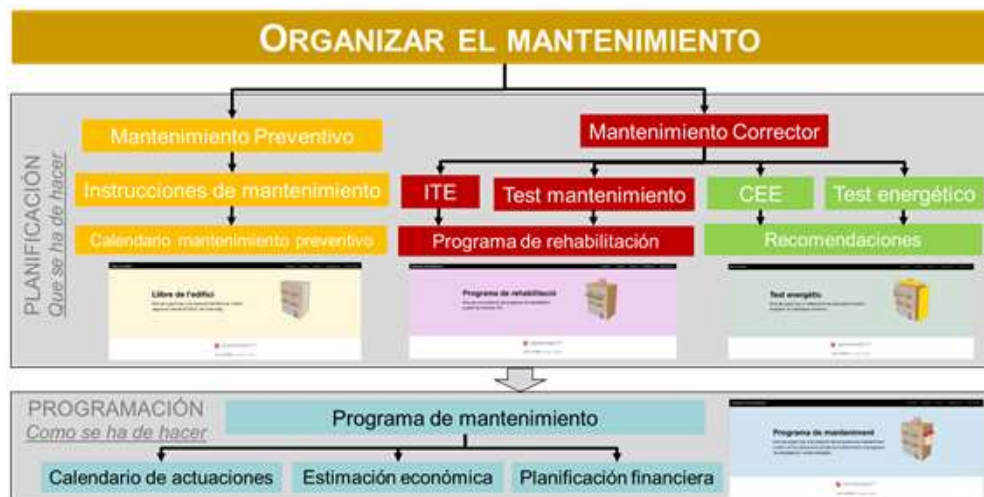 ORGANIZAR EL MANTENIMIENTO
PLANIFICACIÓN
Que se ha de hacer
Mantenimiento Preventivo
Mantenimiento Corrector
Instrucciones de mantenimiento
ITE
Test mantenimiento
CEE
Test energético
Calendario mantenimiento preventivo
Programa de rehabilitación
Recomendaciones
Llibre de l'edifici
Programa de rehabilitació
Test energètic
PROGRAMACIÓN
Como se ha de hacer
Programa de mantenimiento
Calendario de actuaciones
Estimación económica
Planificación financiera
Programa de manteniment